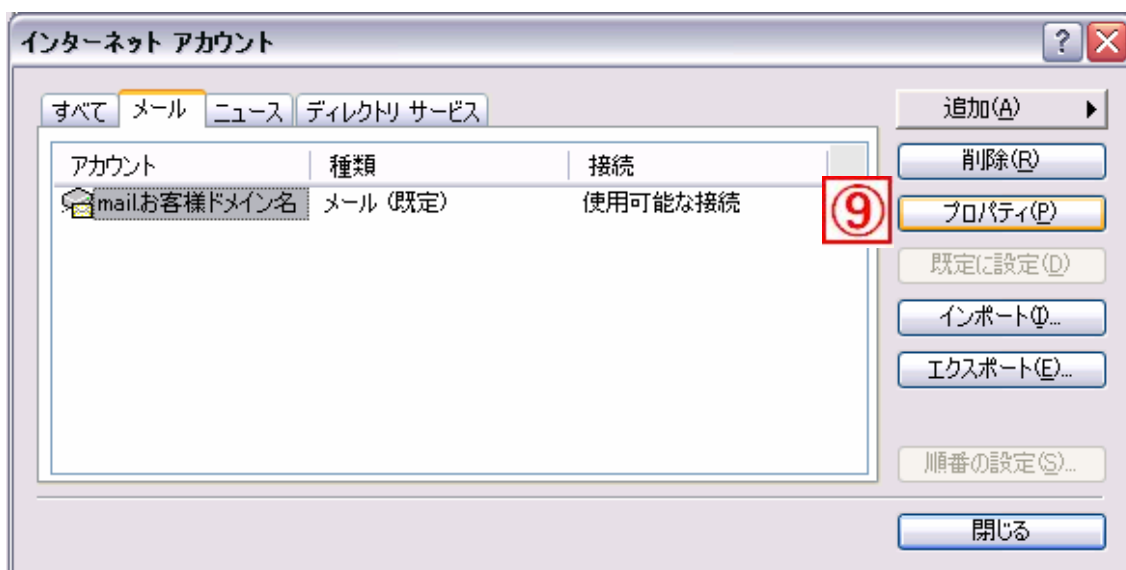 インターネット アカウント
?
すべて メール ニュース ディレクトリ サービス
追加(A)
アカウント 種類 接続
削除(R)
mail.お客様ドメイン名 メール (既定) 使用可能な接続
⑨
プロパティ(P)
既定に設定(D)
インポート(I)...
エクスポート(E)...
順番の設定(S)...
閉じる